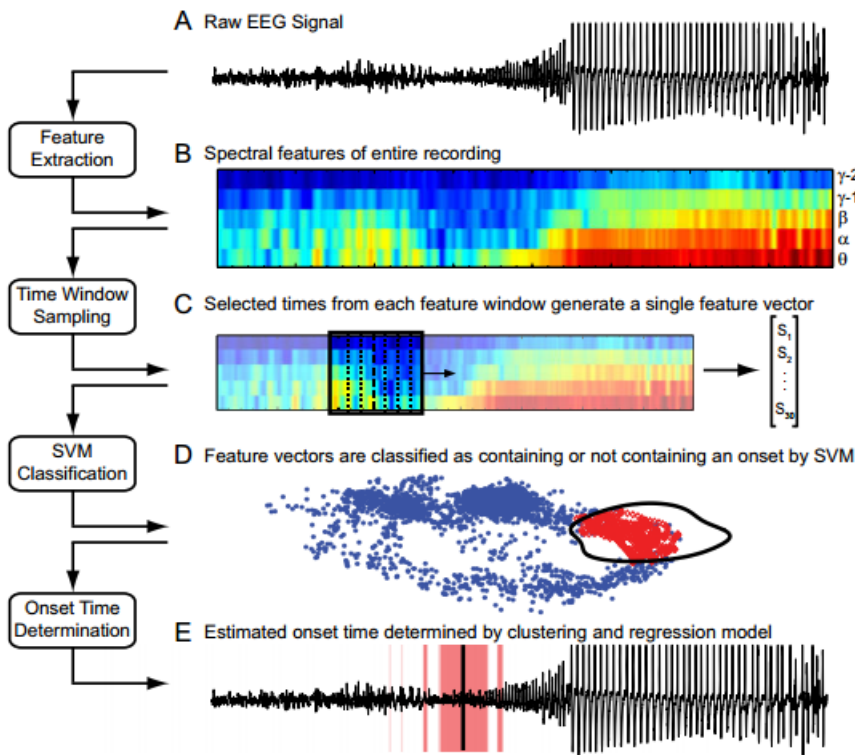 A Raw EEG Signal
Feature
Extraction
B Spectral features of entire recording
γ-2
γ-1
β
α
θ
Time Window
Sampling
C Selected times from each feature window generate a single feature vector
S1
S2
⋮
S30
SVM
Classification
D Feature vectors are classified as containing or not containing an onset by SVM
Onset Time
Determination
E Estimated onset time determined by clustering and regression model